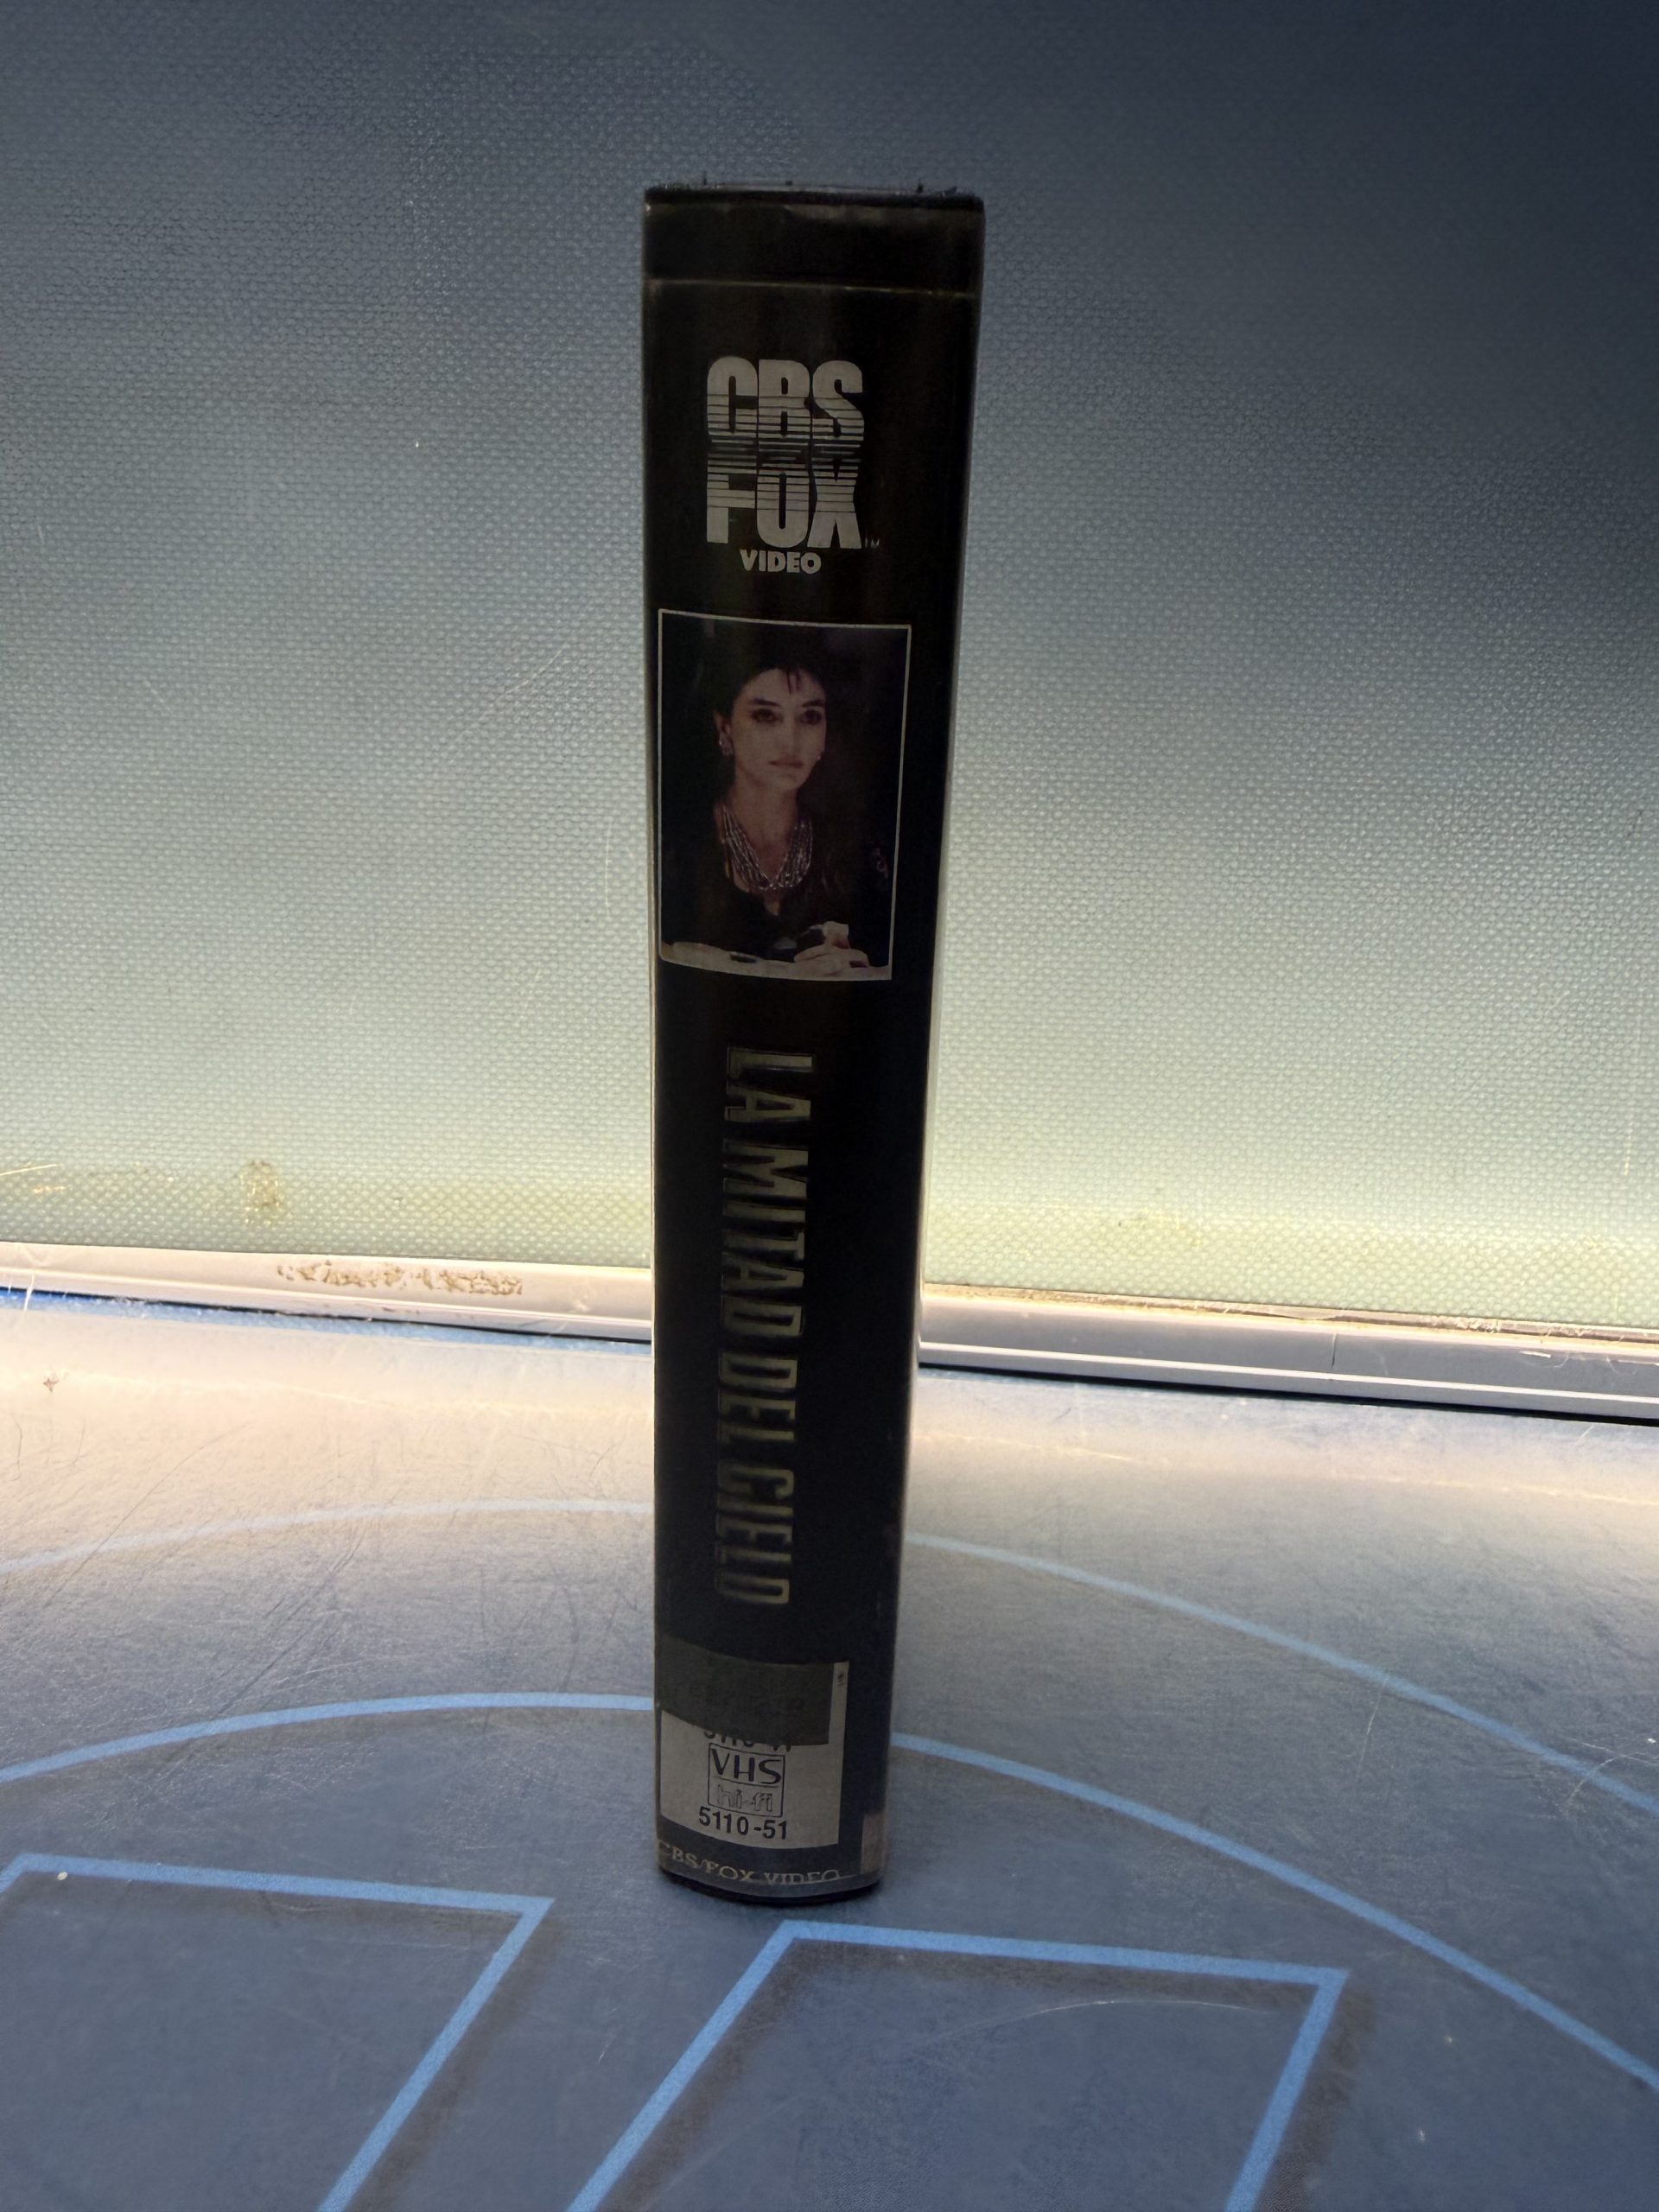 CBS
FOX
VIDEO
LA MITAD DEL CIELO
VHS
hi-fi
5110-51
CBS/FOX VIDEO